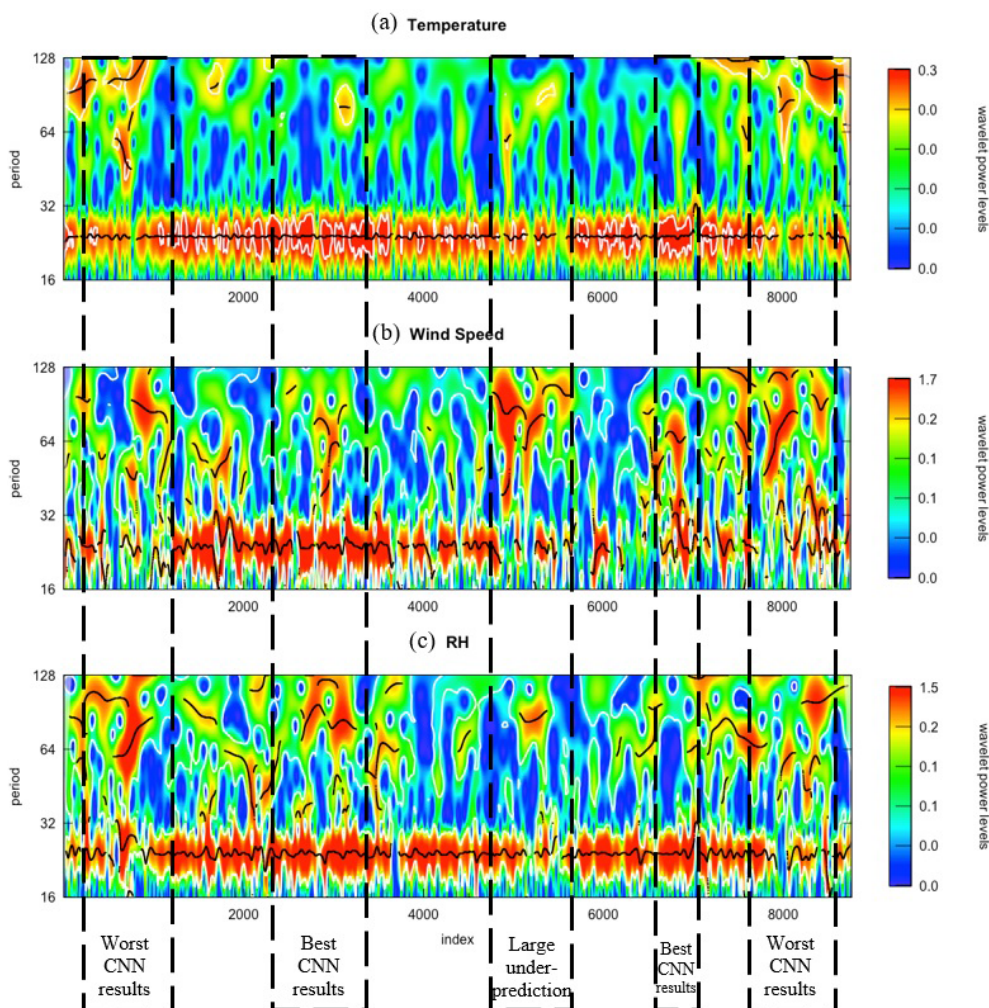 (a) Temperature
128
64
32
16
period
2000
4000
6000
8000
0.3
0.0
0.0
0.0
0.0
0.0
wavelet power levels
(b) Wind Speed
128
64
32
16
period
2000
4000
6000
8000
1.7
0.2
0.1
0.1
0.0
0.0
wavelet power levels
(c) RH
128
64
32
16
period
2000
4000
6000
8000
index
1.5
0.2
0.1
0.1
0.0
0.0
wavelet power levels
Worst
CNN
results
Best
CNN
results
Large
under-
prediction
Best
CNN
results
Worst
CNN
results